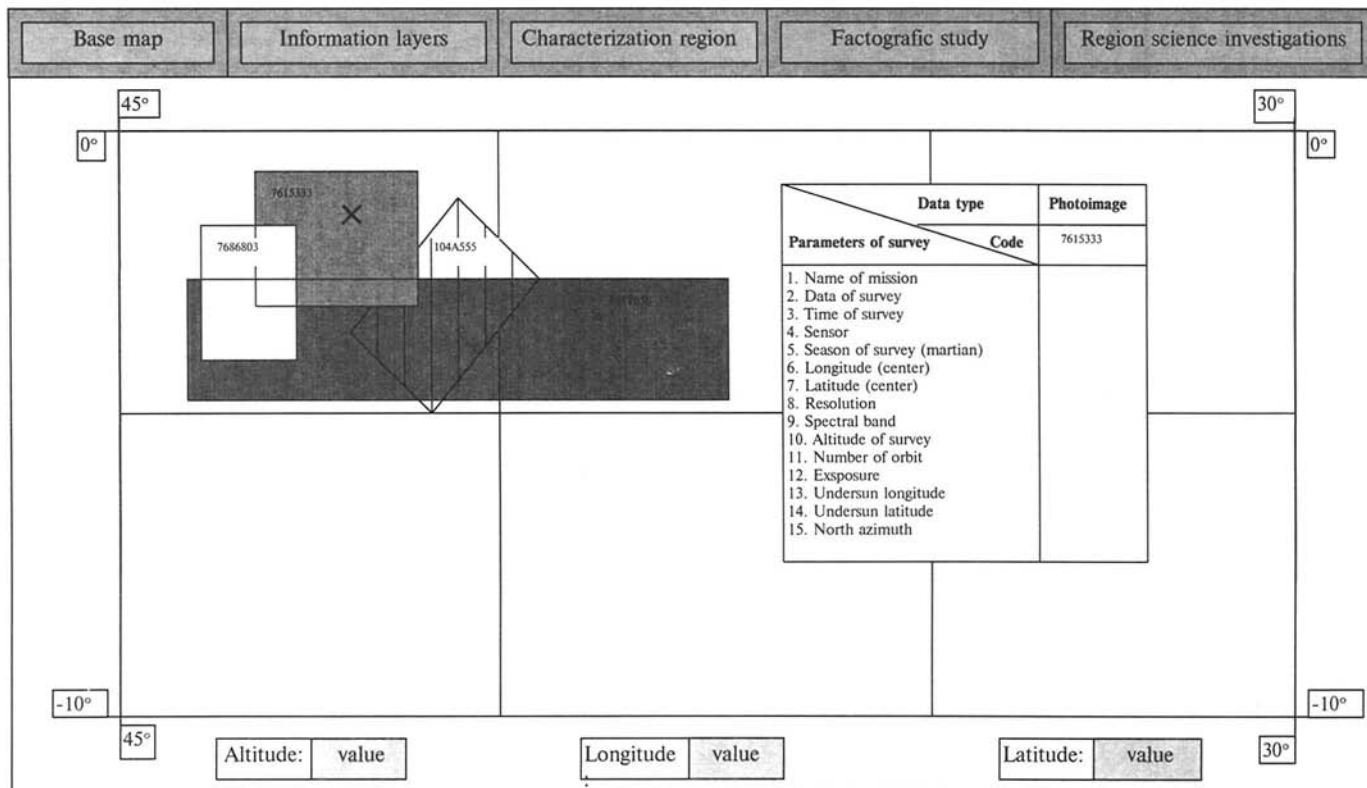 Base map
Information layers
Characterization region
Factografic study
Region science investigations
45°
30°
0°
0°
7615333
7686803
104A555
Data type
Photoimage
Parameters of survey
Code
7615333
1. Name of mission
2. Data of survey
3. Time of survey
4. Sensor
5. Season of survey (martian)
6. Longitude (center)
7. Latitude (center)
8. Resolution
9. Spectral band
10. Altitude of survey
11. Number of orbit
12. Exsposure
13. Undersun longitude
14. Undersun latitude
15. North azimuth
-10°
-10°
45°
30°
Altitude: value
Longitude value
Latitude: value